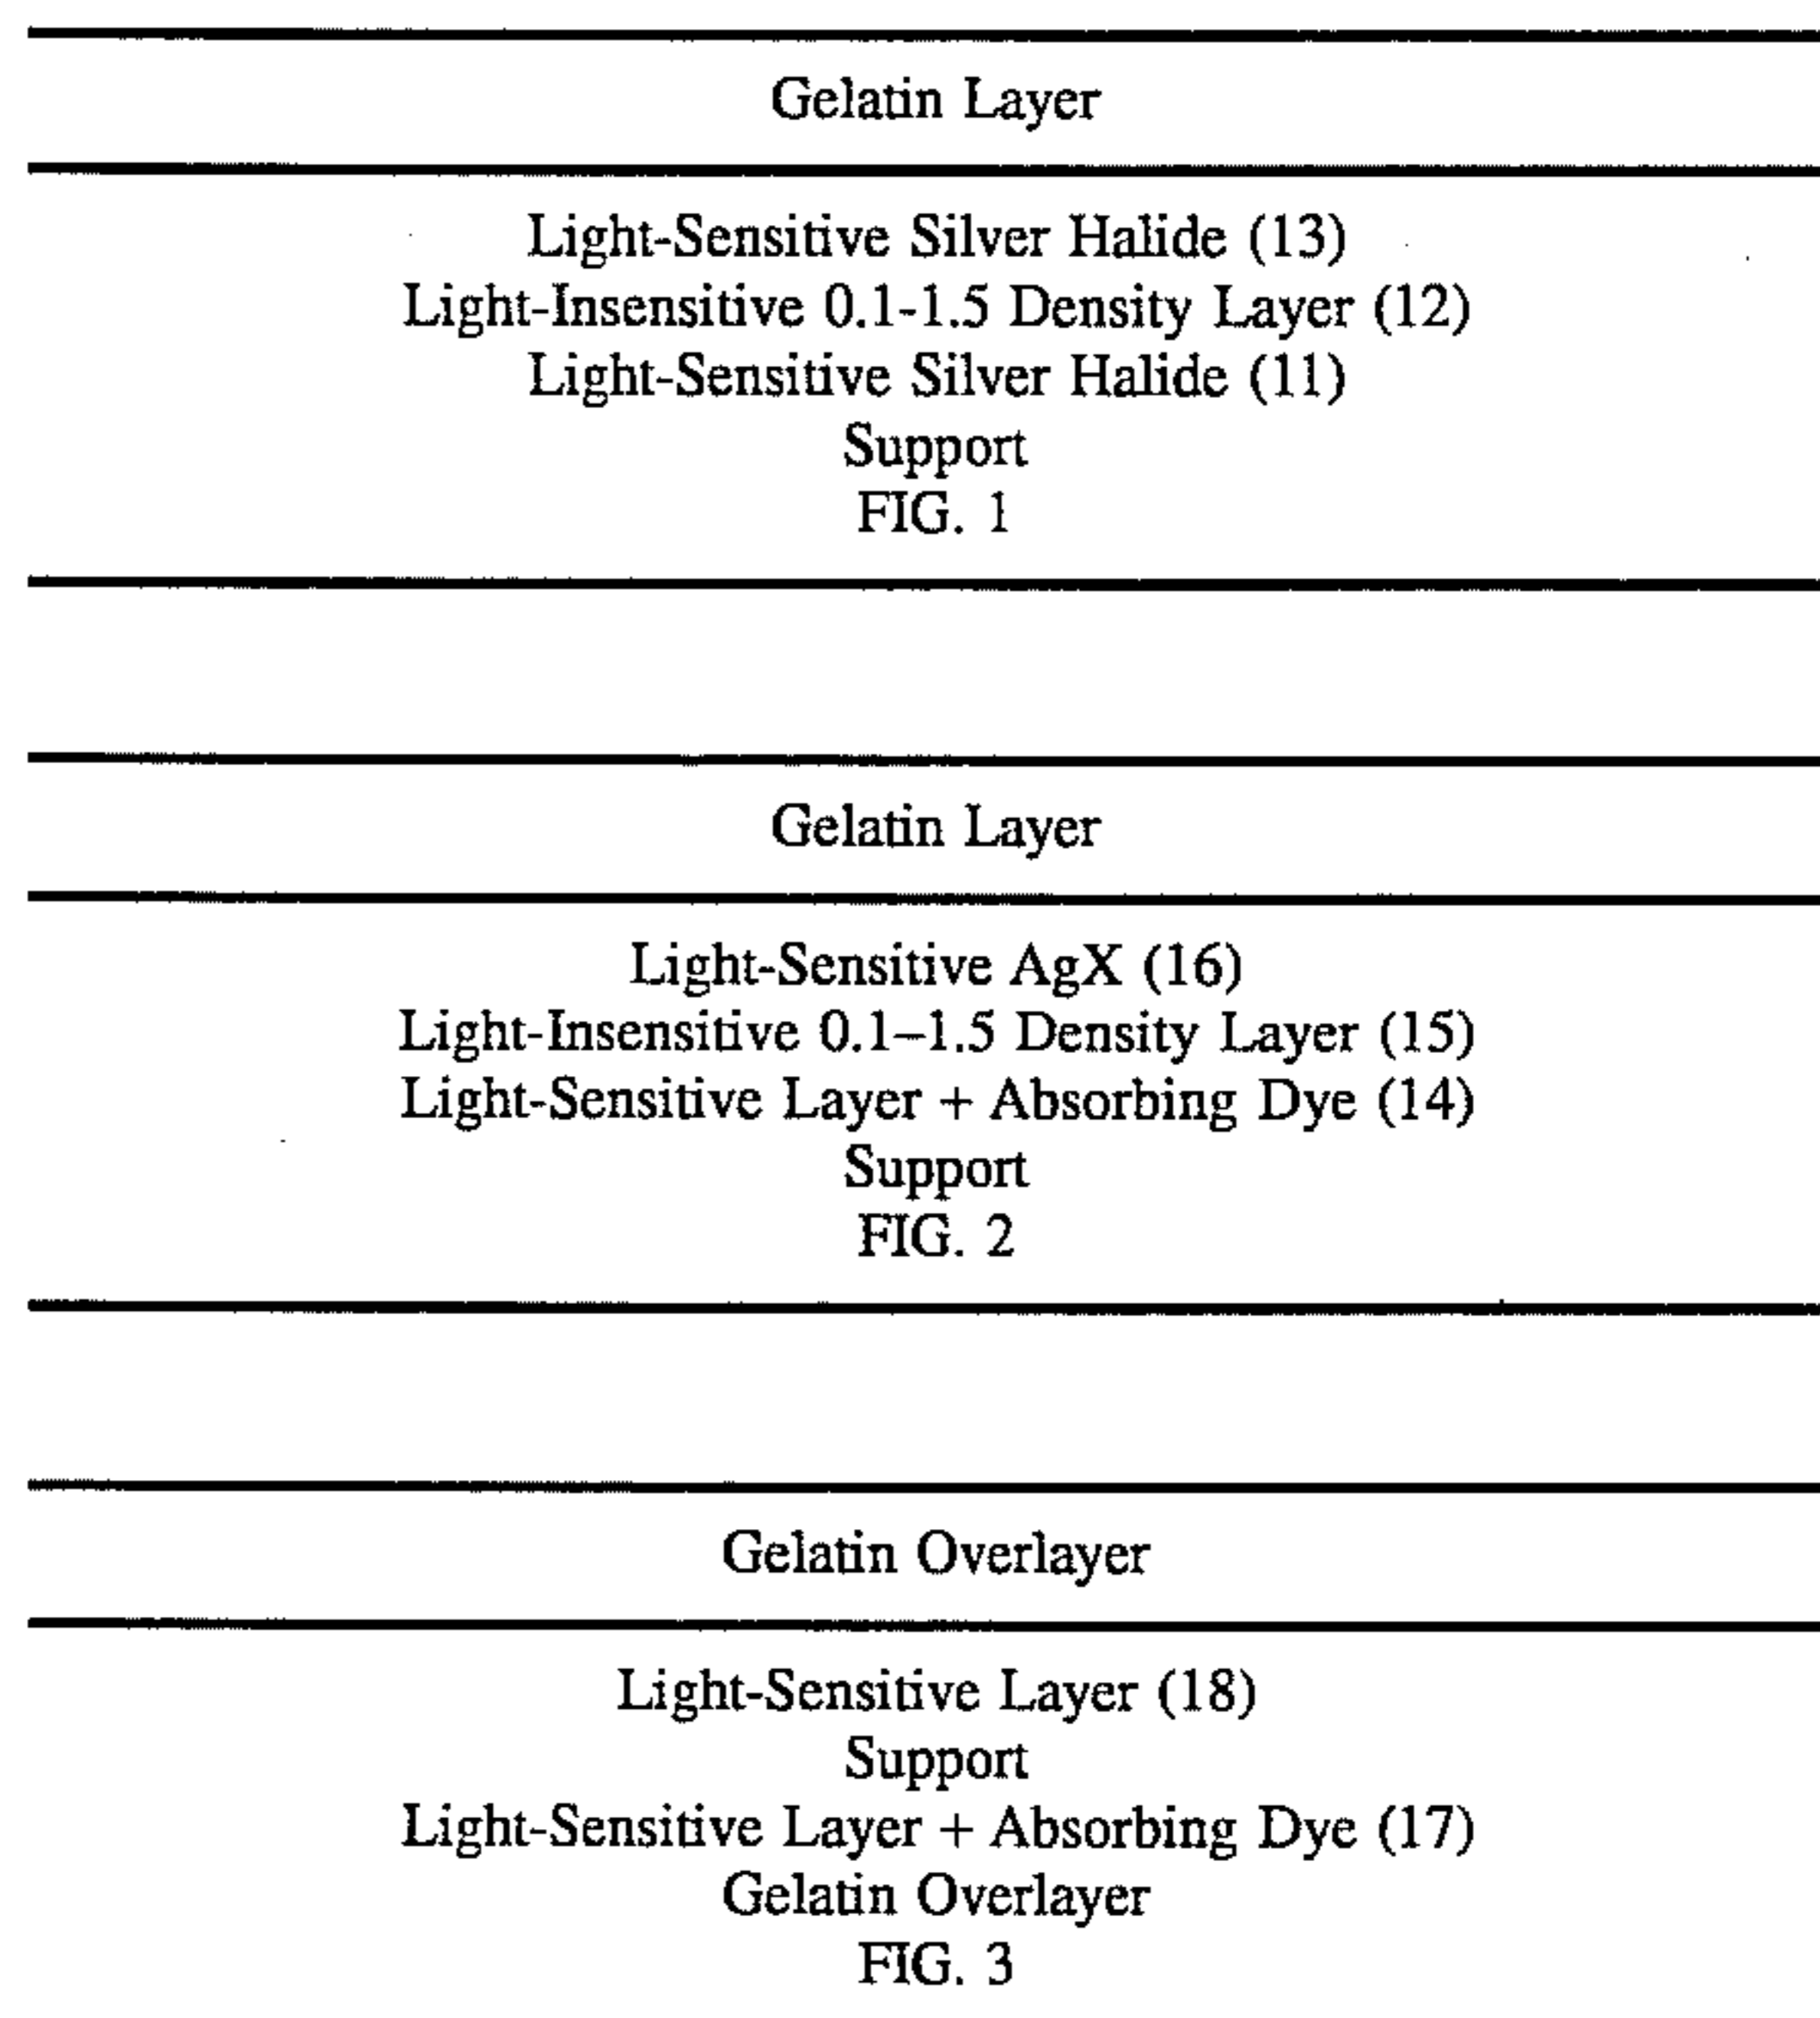 Gelatin Layer
Light-Sensitive Silver Halide (13)
Light-Insensitive 0.1-1.5 Density Layer (12)
Light-Sensitive Silver Halide (11)
Support
FIG. 1
Gelatin Layer
Light-Sensitive AgX (16)
Light-Insensitive 0.1–1.5 Density Layer (15)
Light-Sensitive Layer + Absorbing Dye (14)
Support
FIG. 2
Gelatin Overlayer
Light-Sensitive Layer (18)
Support
Light-Sensitive Layer + Absorbing Dye (17)
Gelatin Overlayer
FIG. 3